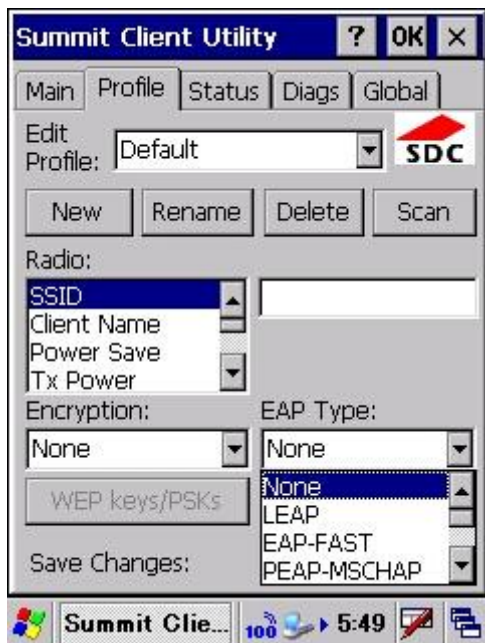 Summit Client Utility ? OK ×
Main Profile Status Diags Global
Edit
Profile: Default
SDC
New Rename Delete Scan
Radio:
SSID
Client Name
Power Save
Tx Power
Encryption: EAP Type:
None None
WEP keys/PSKs
None
LEAP
EAP-FAST
PEAP-MSCHAP
Save Changes:
Summit Clie... 100 5:49